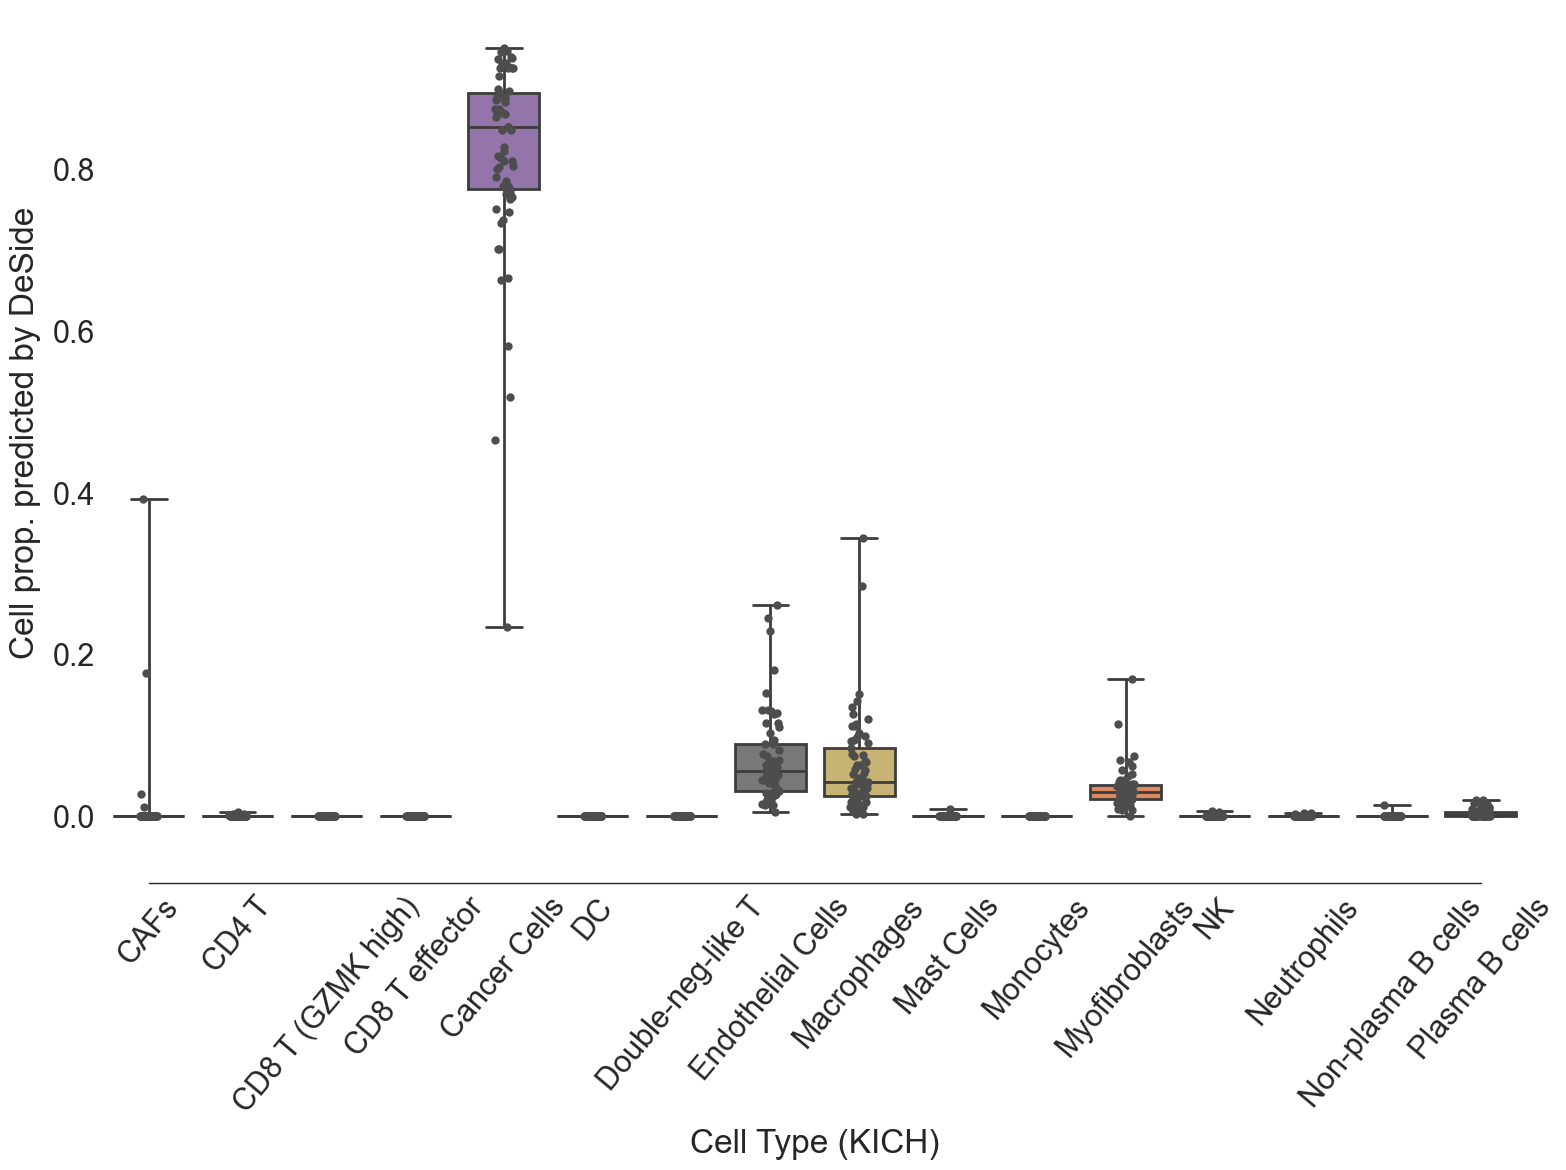 Cell prop. predicted by DeSide
0.8
0.6
0.4
0.2
0.0
CAFs
CD4 T
CD8 T (GZMK high)
CD8 T effector
Cancer Cells
DC
Double-neg-like T
Endothelial Cells
Macrophages
Mast Cells
Monocytes
Myofibroblasts
NK
Neutrophils
Non-plasma B cells
Plasma B cells
Cell Type (KICH)